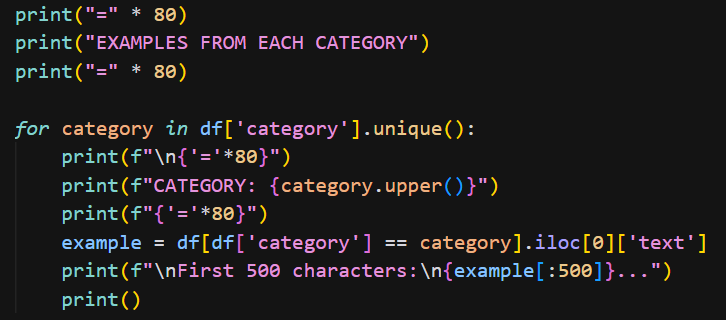 print("=" * 80)
print("EXAMPLES FROM EACH CATEGORY")
print("=" * 80)

for category in df['category'].unique():
    print(f"\n{'='*80}")
    print(f"CATEGORY: {category.upper()}")
    print(f"{'='*80}")
    example = df[df['category'] == category].iloc[0]['text']
    print(f"\nFirst 500 characters:\n{example[:500]}...")
    print()